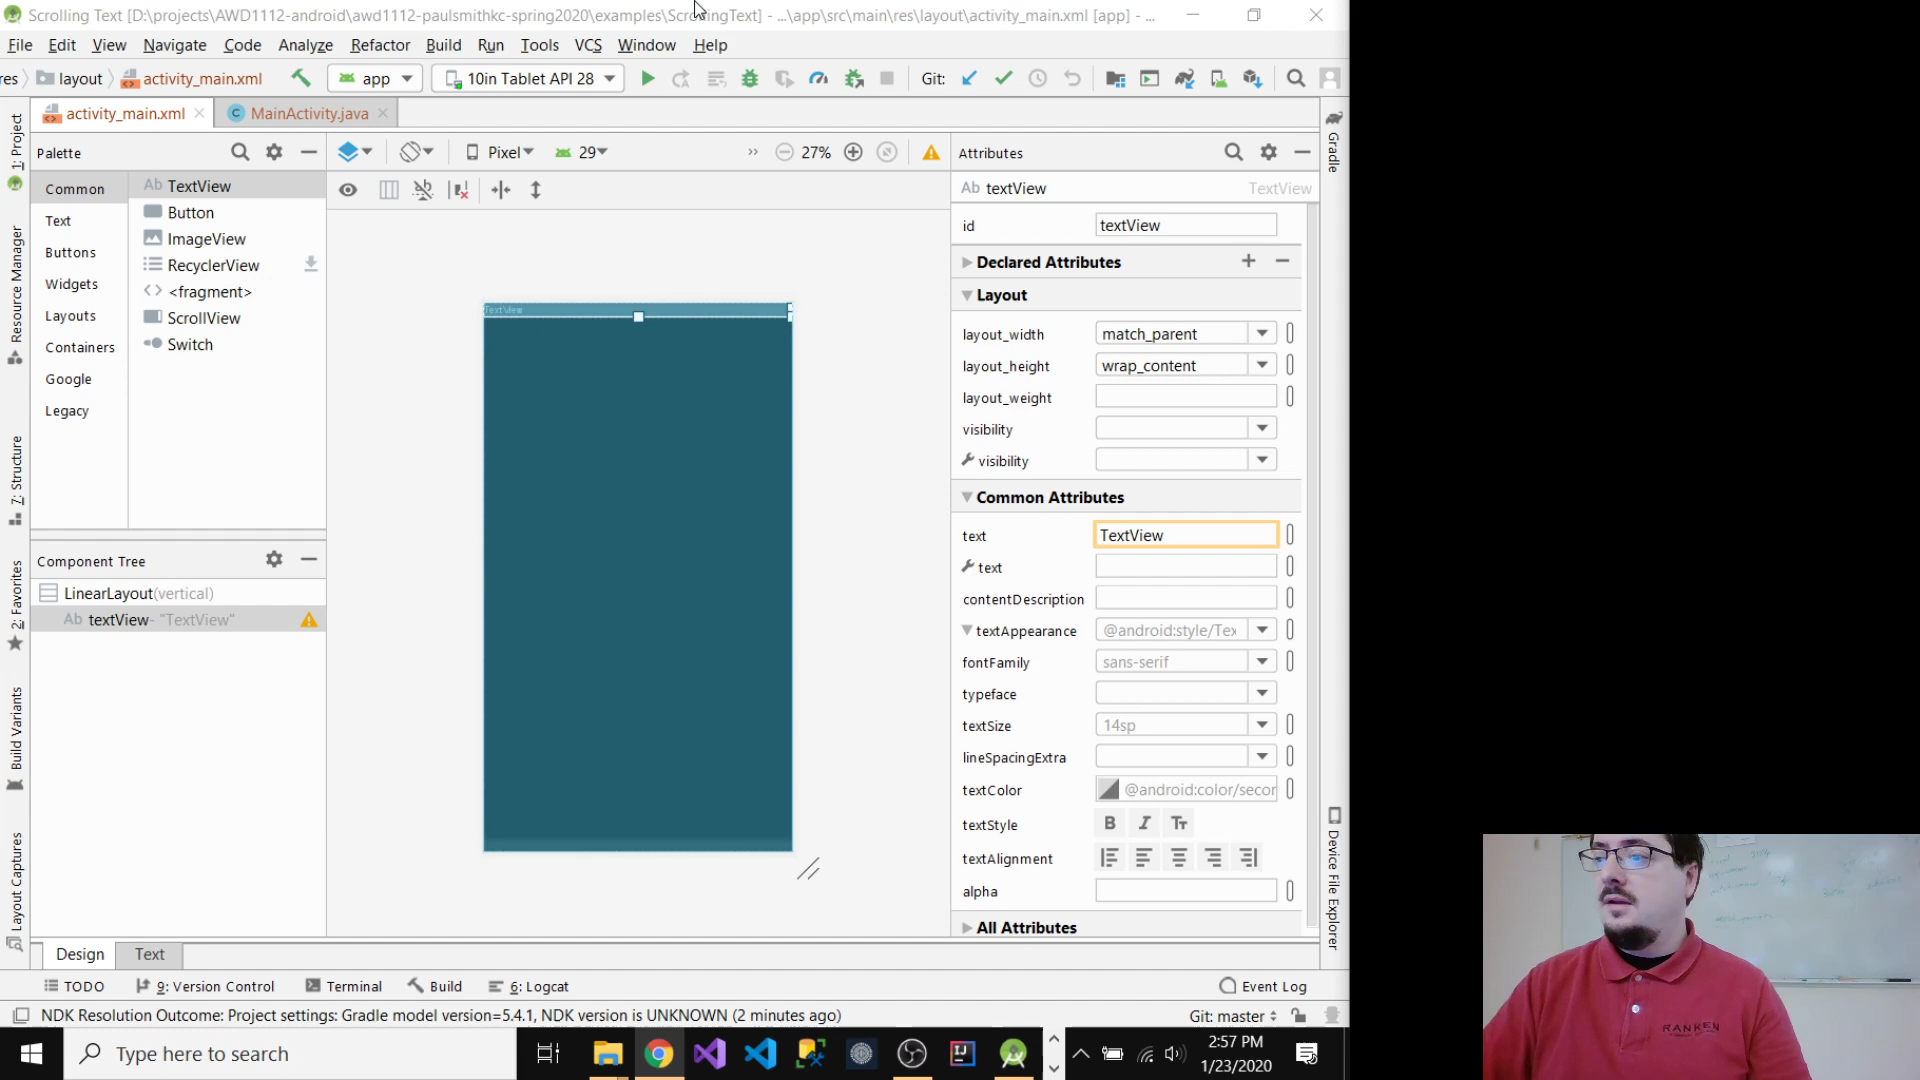 Scrolling Text [D:\projects\AWD1112-android\awd1112-paulsmithkc-spring2020\examples\ScrollingText] - ...\app\src\main\res\layout\activity_main.xml [app] - ...
File Edit View Navigate Code Analyze Refactor Build Run Tools VCS Window Help
res layout activity_main.xml app 10in Tablet API 28 Git:
activity_main.xml MainActivity.java
Palette Pixel 29 27% Attributes
Common Ab TextView Ab textView TextView
Text Button
Buttons ImageView id textView
Widgets RecyclerView Declared Attributes
Layouts <fragment> Layout
Containers ScrollView layout_width match_parent
Google Switch layout_height wrap_content
Legacy layout_weight
visibility
visibility
Common Attributes
text TextView
text
contentDescription
textAppearance @android:style/Tex
fontFamily sans-serif
typeface
textSize 14sp
lineSpacingExtra
textColor @android:color/secor
textStyle B I Tт
textAlignment
alpha
All Attributes
TextView
Component Tree
LinearLayout(vertical)
Ab textView- "TextView"
1: Project
Resource Manager
7: Structure
2: Favorites
Build Variants
Layout Captures
Gradle
Device File Explorer
Design Text
TODO 9: Version Control Terminal Build 6: Logcat Event Log
NDK Resolution Outcome: Project settings: Gradle model version=5.4.1, NDK version is UNKNOWN (2 minutes ago) Git: master
Type here to search 2:57 PM
1/23/2020
RANKEN